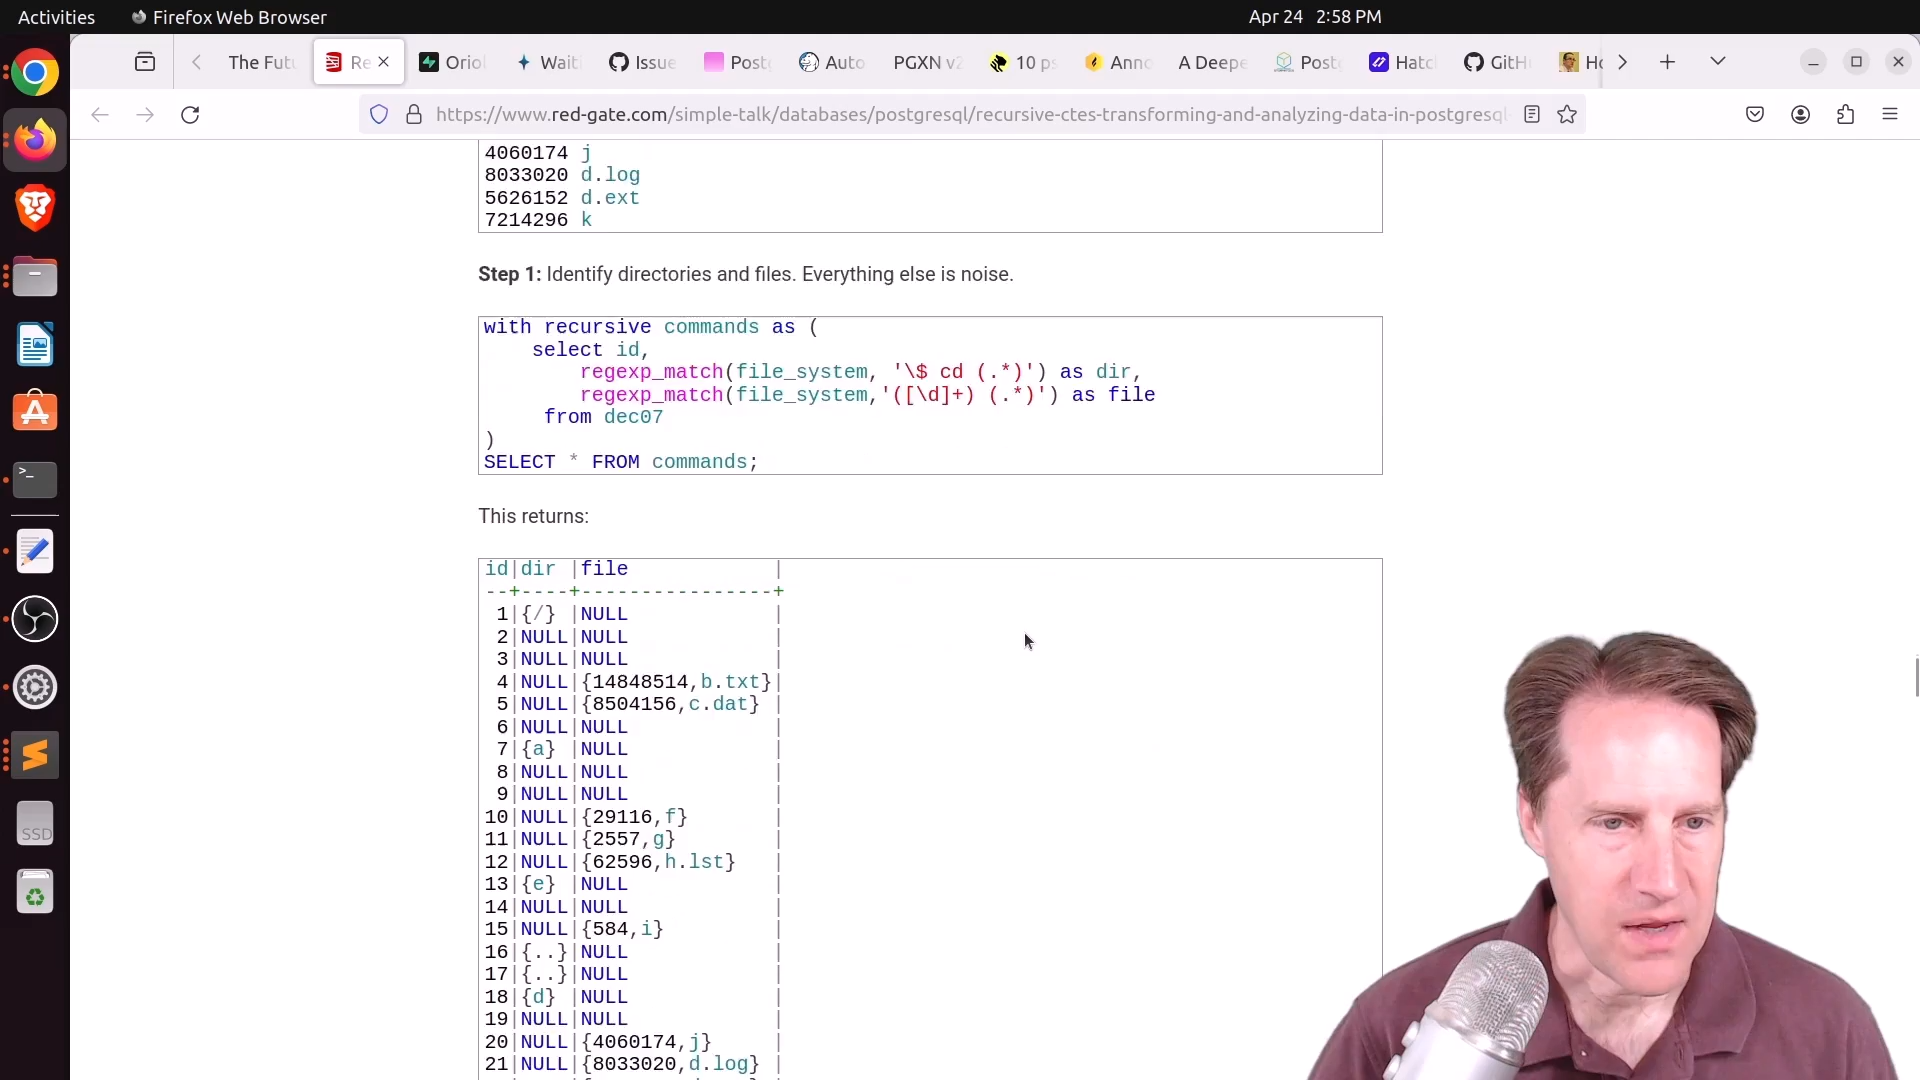 Activities
Firefox Web Browser
Apr 24 2:58 PM
The Futu
Re
Oriol
Waiti
Issue
Postg
Auto
PGXN v2
10 ps
Anno
A Deepe
Postg
Hatc
GitH
Ho
https://www.red-gate.com/simple-talk/databases/postgresql/recursive-ctes-transforming-and-analyzing-data-in-postgresql-
4060174 j
8033020 d.log
5626152 d.ext
7214296 k
Step 1: Identify directories and files. Everything else is noise.
with recursive commands as (
select id,
regexp_match(file_system, '\$ cd (.*)') as dir,
regexp_match(file_system,'([\d]+) (.*)') as file
from dec07
)
SELECT * FROM commands;
This returns:
id|dir |file |
--+----+----------------+
1|{/} |NULL |
2|NULL|NULL |
3|NULL|NULL |
4|NULL|{14848514,b.txt}|
5|NULL|{8504156,c.dat} |
6|NULL|NULL |
7|{a} |NULL |
8|NULL|NULL |
9|NULL|NULL |
10|NULL|{29116,f} |
11|NULL|{2557,g} |
12|NULL|{62596,h.lst} |
13|{e} |NULL |
14|NULL|NULL |
15|NULL|{584,i} |
16|{..}|NULL |
17|{..}|NULL |
18|{d} |NULL |
19|NULL|NULL |
20|NULL|{4060174,j} |
21|NULL|{8033020,d.log} |
SSD